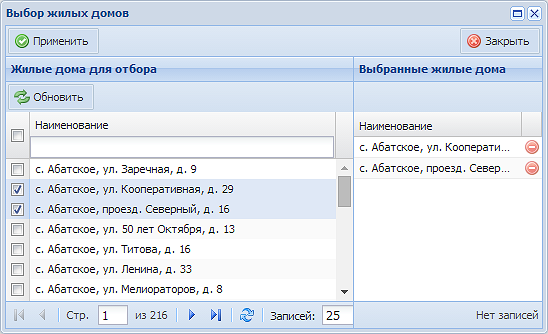 Выбор жилых домов
Применить
Закрыть
Жилые дома для отбора
Выбранные жилые дома
Обновить
Наименование
Наименование
с. Абатское, ул. Кооперати...
с. Абатское, проезд. Север...
с. Абатское, ул. Заречная, д. 9
с. Абатское, ул. Кооперативная, д. 29
с. Абатское, проезд. Северный, д. 16
с. Абатское, ул. 50 лет Октября, д. 13
с. Абатское, ул. Титова, д. 16
с. Абатское, ул. Ленина, д. 33
с. Абатское, ул. Мелиораторов, д. 8
Стр. 1 из 216 Записей: 25
Нет записей